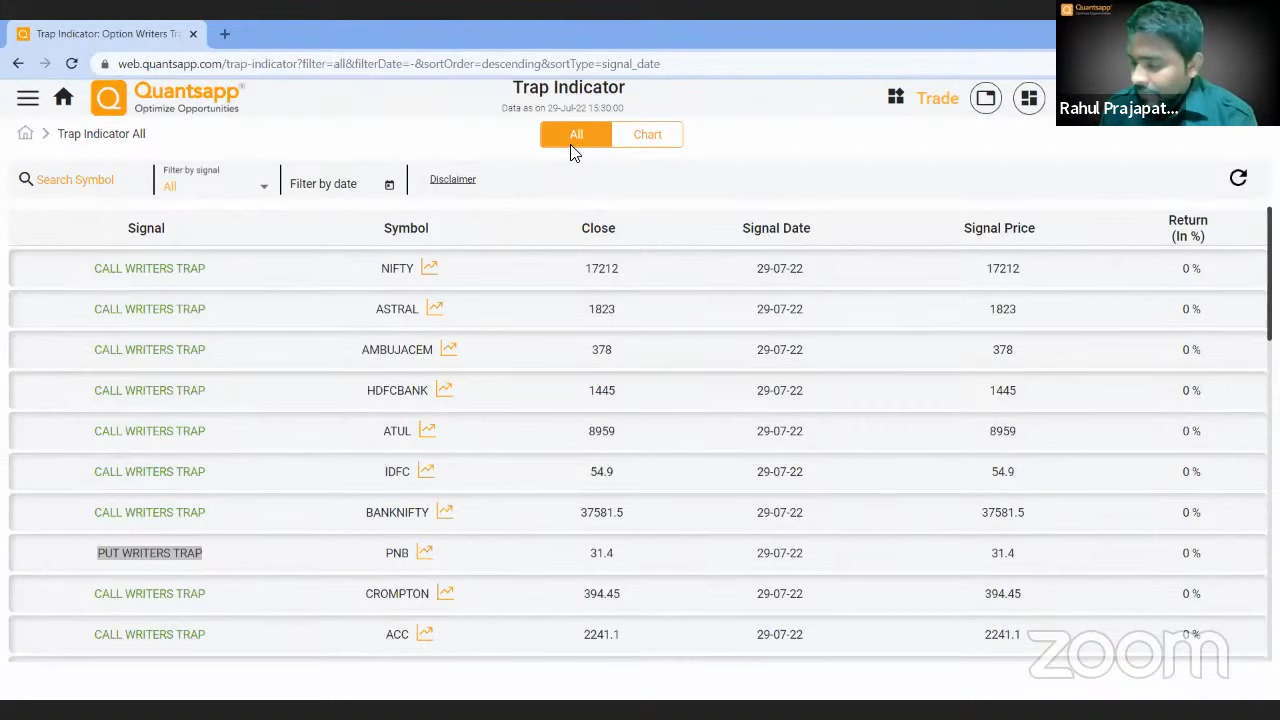 Trap Indicator: Option Writers Tra
web.quantsapp.com/trap-indicator?filter=all&filterDate=-&sortOrder=descending&sortType=signal_date
Quantsapp
Optimize Opportunities
Rahul Prajapat...
Quantsapp®
Optimize Opportunities
Trap Indicator
Data as on 29-Jul-22 15:30:00
Trade
Trap Indicator All
All
Chart
Search Symbol
Filter by signal
All
Filter by date
Disclaimer
Signal Symbol Close Signal Date Signal Price Return
(In %)
CALL WRITERS TRAP NIFTY 17212 29-07-22 17212 0 %
CALL WRITERS TRAP ASTRAL 1823 29-07-22 1823 0 %
CALL WRITERS TRAP AMBUJACEM 378 29-07-22 378 0 %
CALL WRITERS TRAP HDFCBANK 1445 29-07-22 1445 0 %
CALL WRITERS TRAP ATUL 8959 29-07-22 8959 0 %
CALL WRITERS TRAP IDFC 54.9 29-07-22 54.9 0 %
CALL WRITERS TRAP BANKNIFTY 37581.5 29-07-22 37581.5 0 %
PUT WRITERS TRAP PNB 31.4 29-07-22 31.4 0 %
CALL WRITERS TRAP CROMPTON 394.45 29-07-22 394.45 0 %
CALL WRITERS TRAP ACC 2241.1 29-07-22 2241.1 0 %
zoom